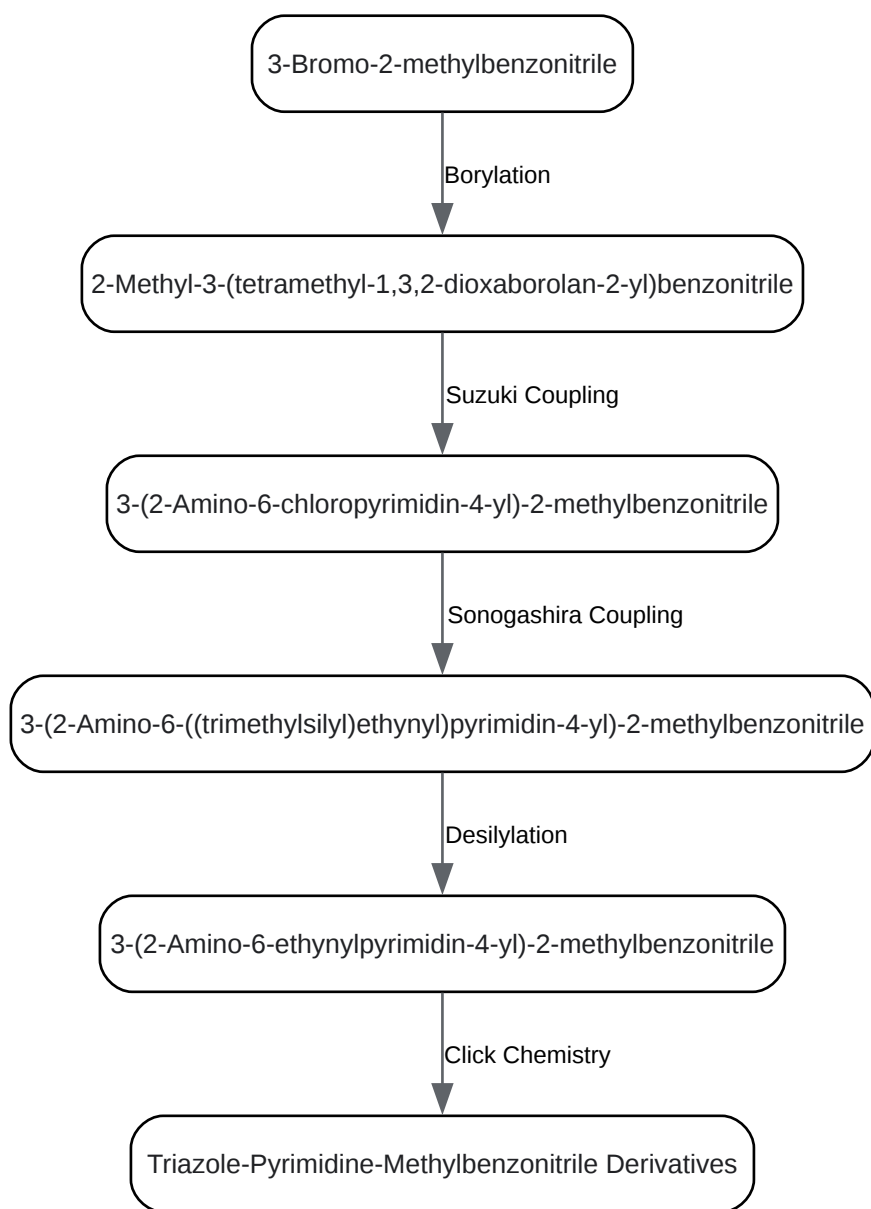 3-Bromo-2-methylbenzonitrile
Borylation
2-Methyl-3-(tetramethyl-1,3,2-dioxaborolan-2-yl)benzonitrile
Suzuki Coupling
3-(2-Amino-6-chloropyrimidin-4-yl)-2-methylbenzonitrile
Sonogashira Coupling
3-(2-Amino-6-((trimethylsilyl)ethynyl)pyrimidin-4-yl)-2-methylbenzonitrile
Desilylation
3-(2-Amino-6-ethynylpyrimidin-4-yl)-2-methylbenzonitrile
Click Chemistry
Triazole-Pyrimidine-Methylbenzonitrile Derivatives